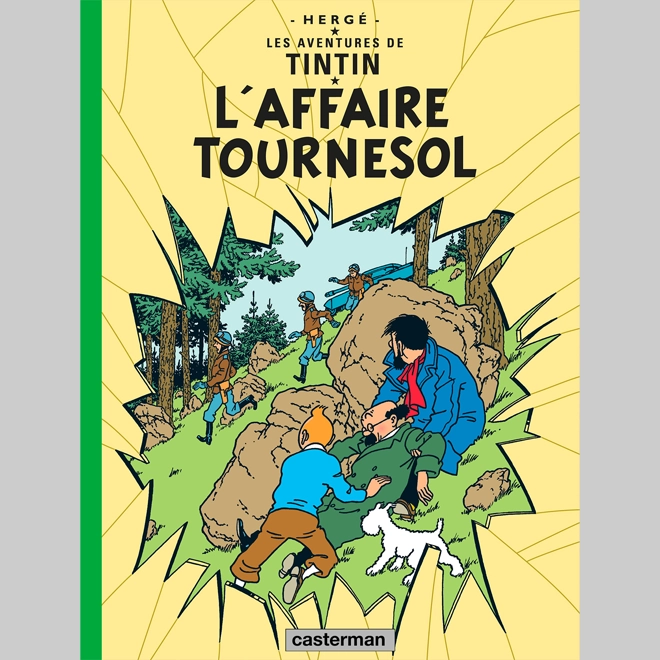 - HERGÉ -
LES AVENTURES DE
TINTIN
L'AFFAIRE
TOURNESOL
casterman